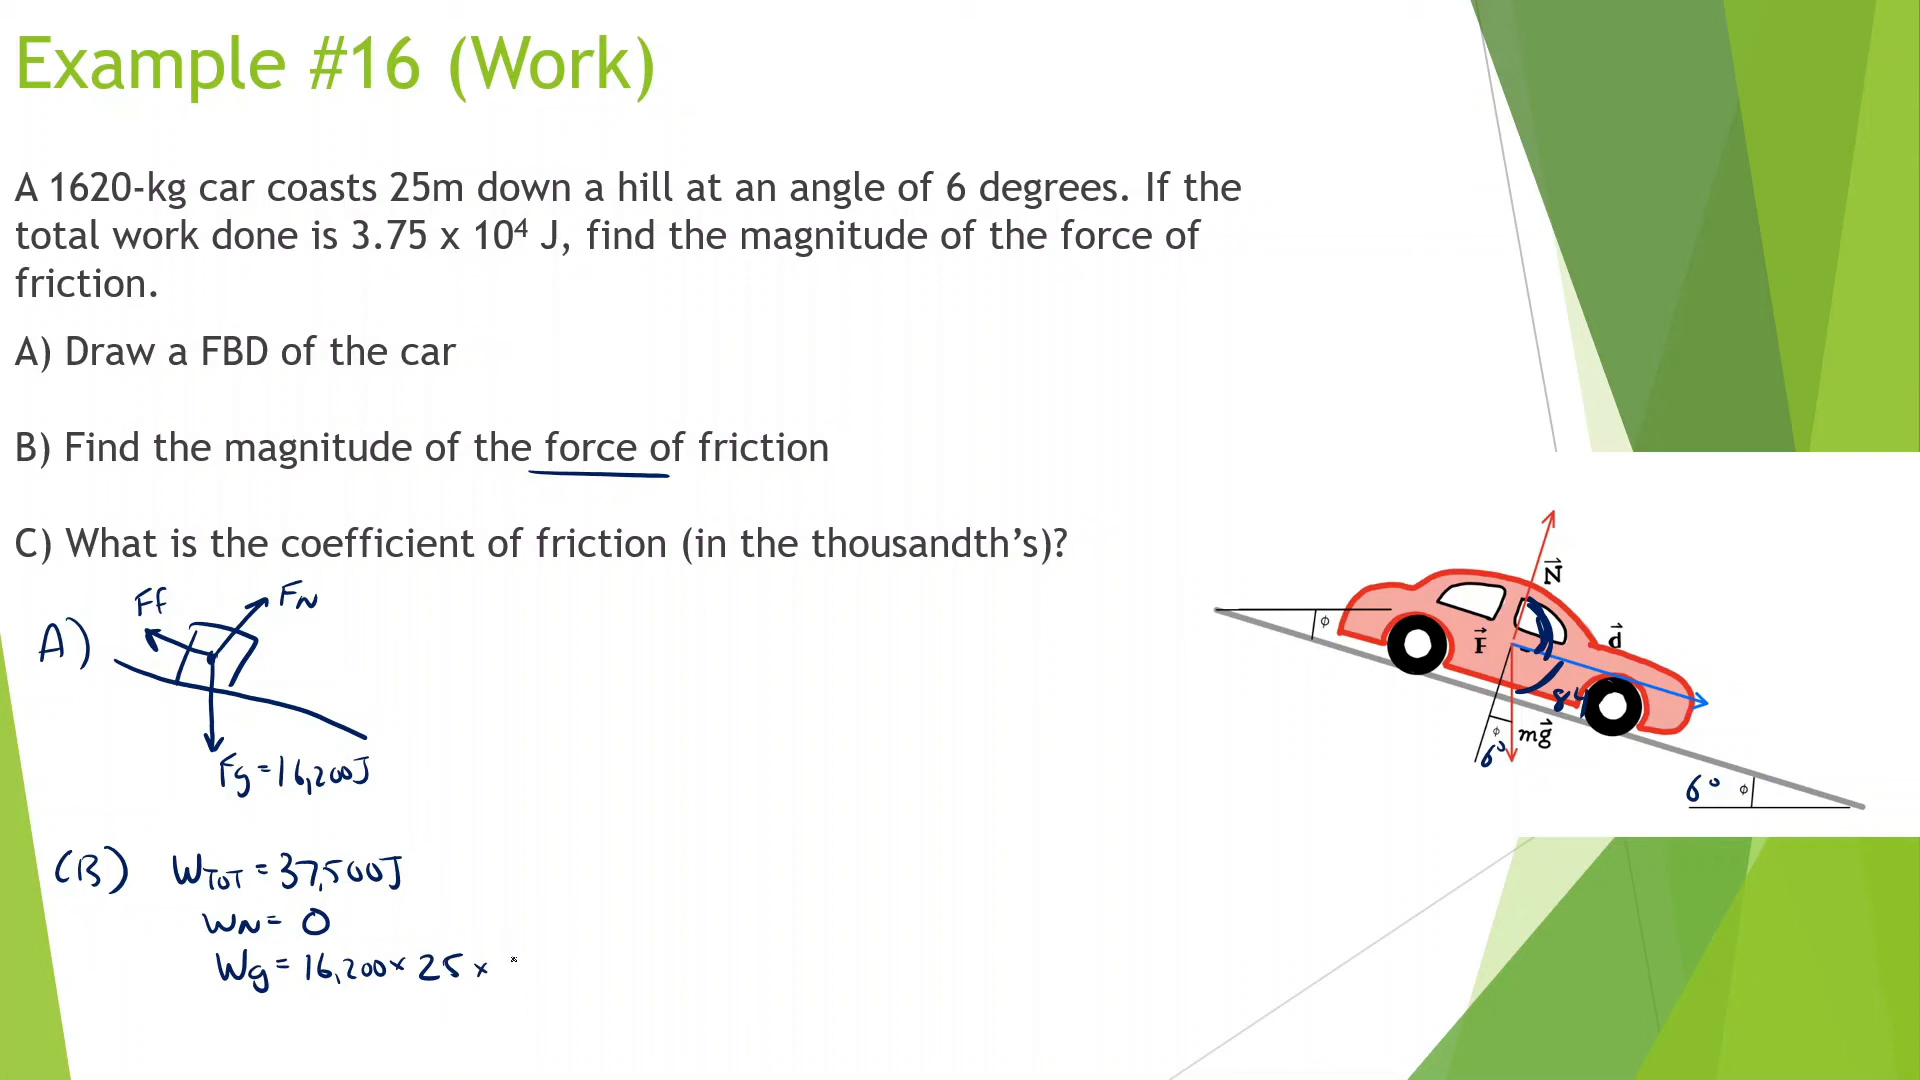 Example #16 (Work)
A 1620-kg car coasts 25m down a hill at an angle of 6 degrees. If the
total work done is 3.75 x 10⁴ J, find the magnitude of the force of
friction.
A) Draw a FBD of the car
B) Find the magnitude of the force of friction
C) What is the coefficient of friction (in the thousandth's)?
A)
Ff
FN
Fg = 16,200J
(B) WTOT = 37,500J
WN = 0
Wg = 16,200 x 25 x
N
F
d
ϕ
84
ϕ
6°
mg
6°
ϕ